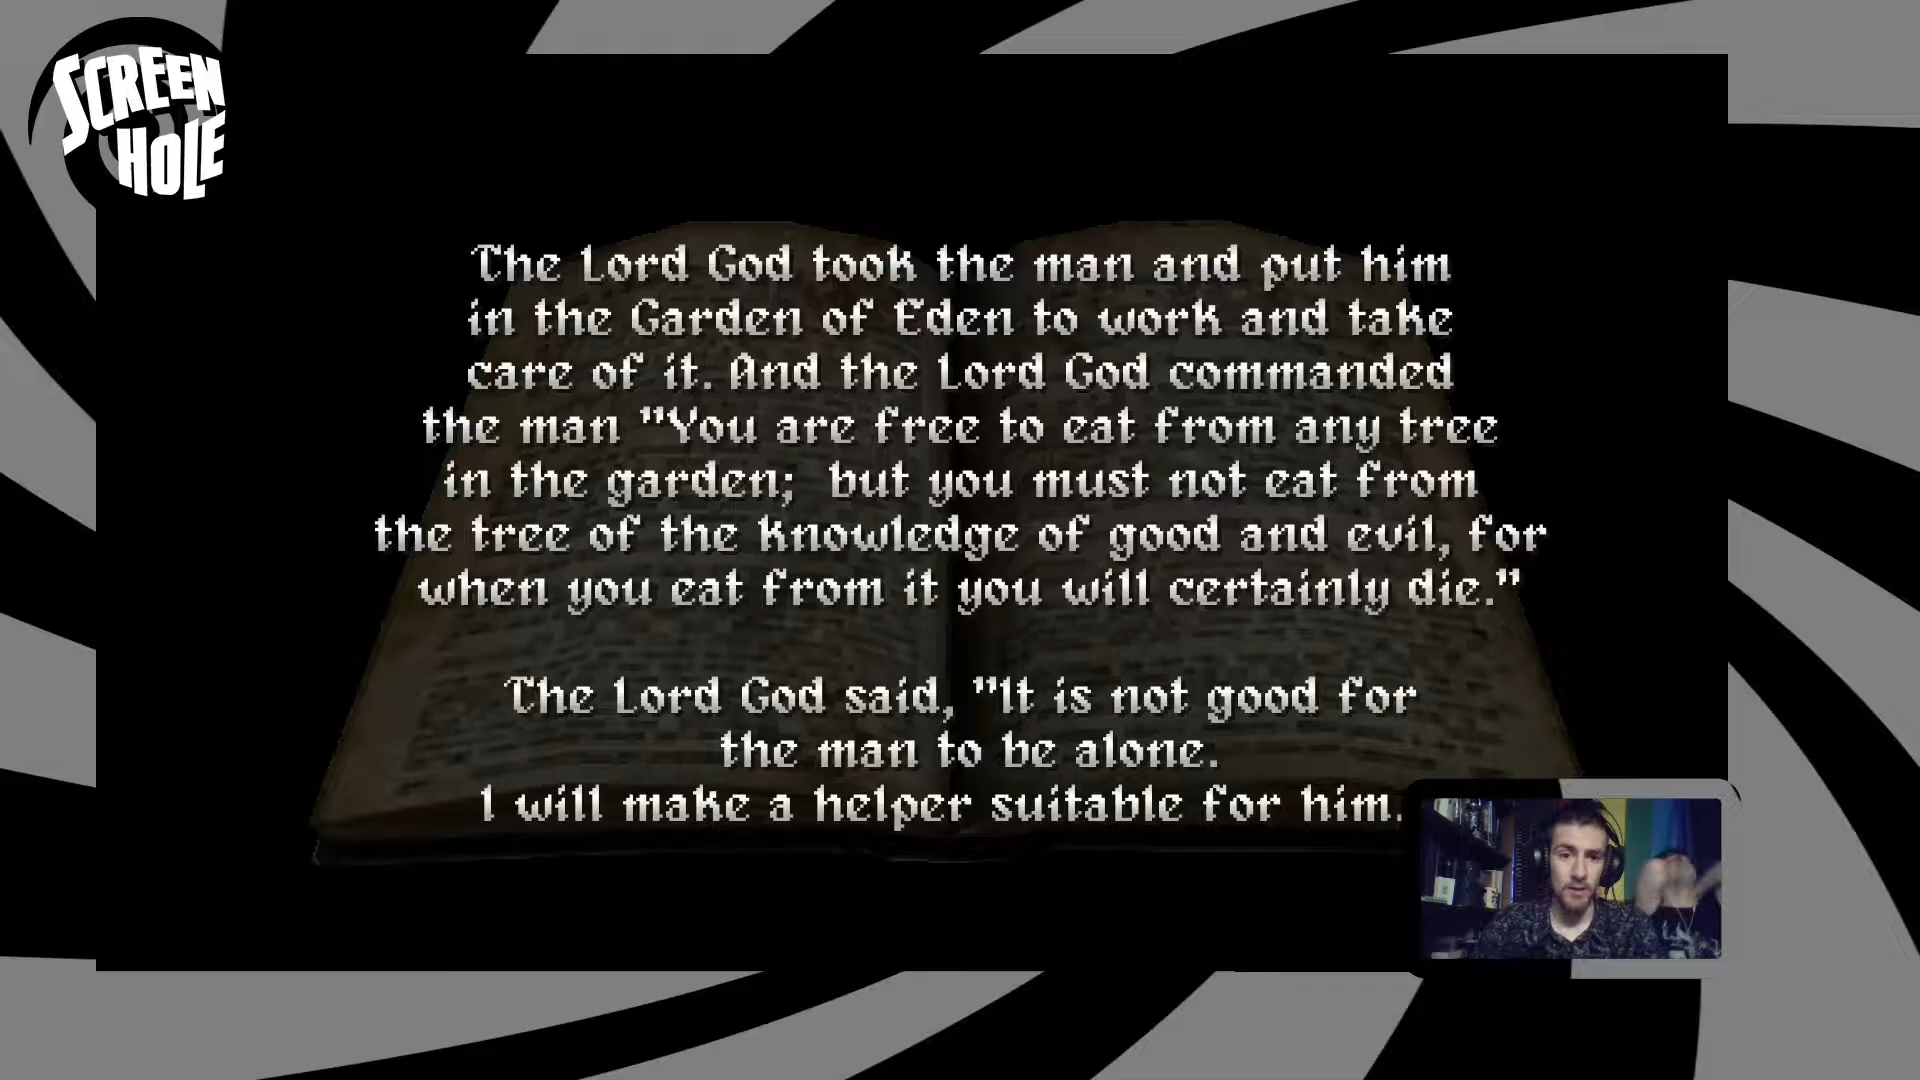 SCREEN
HOLE
The Lord God took the man and put him
in the Garden of Eden to work and take
care of it. And the Lord God commanded
the man "You are free to eat from any tree
in the garden;  but you must not eat from
the tree of the knowledge of good and evil, for
when you eat from it you will certainly die."
The Lord God said, "It is not good for
the man to be alone.
I will make a helper suitable for him.